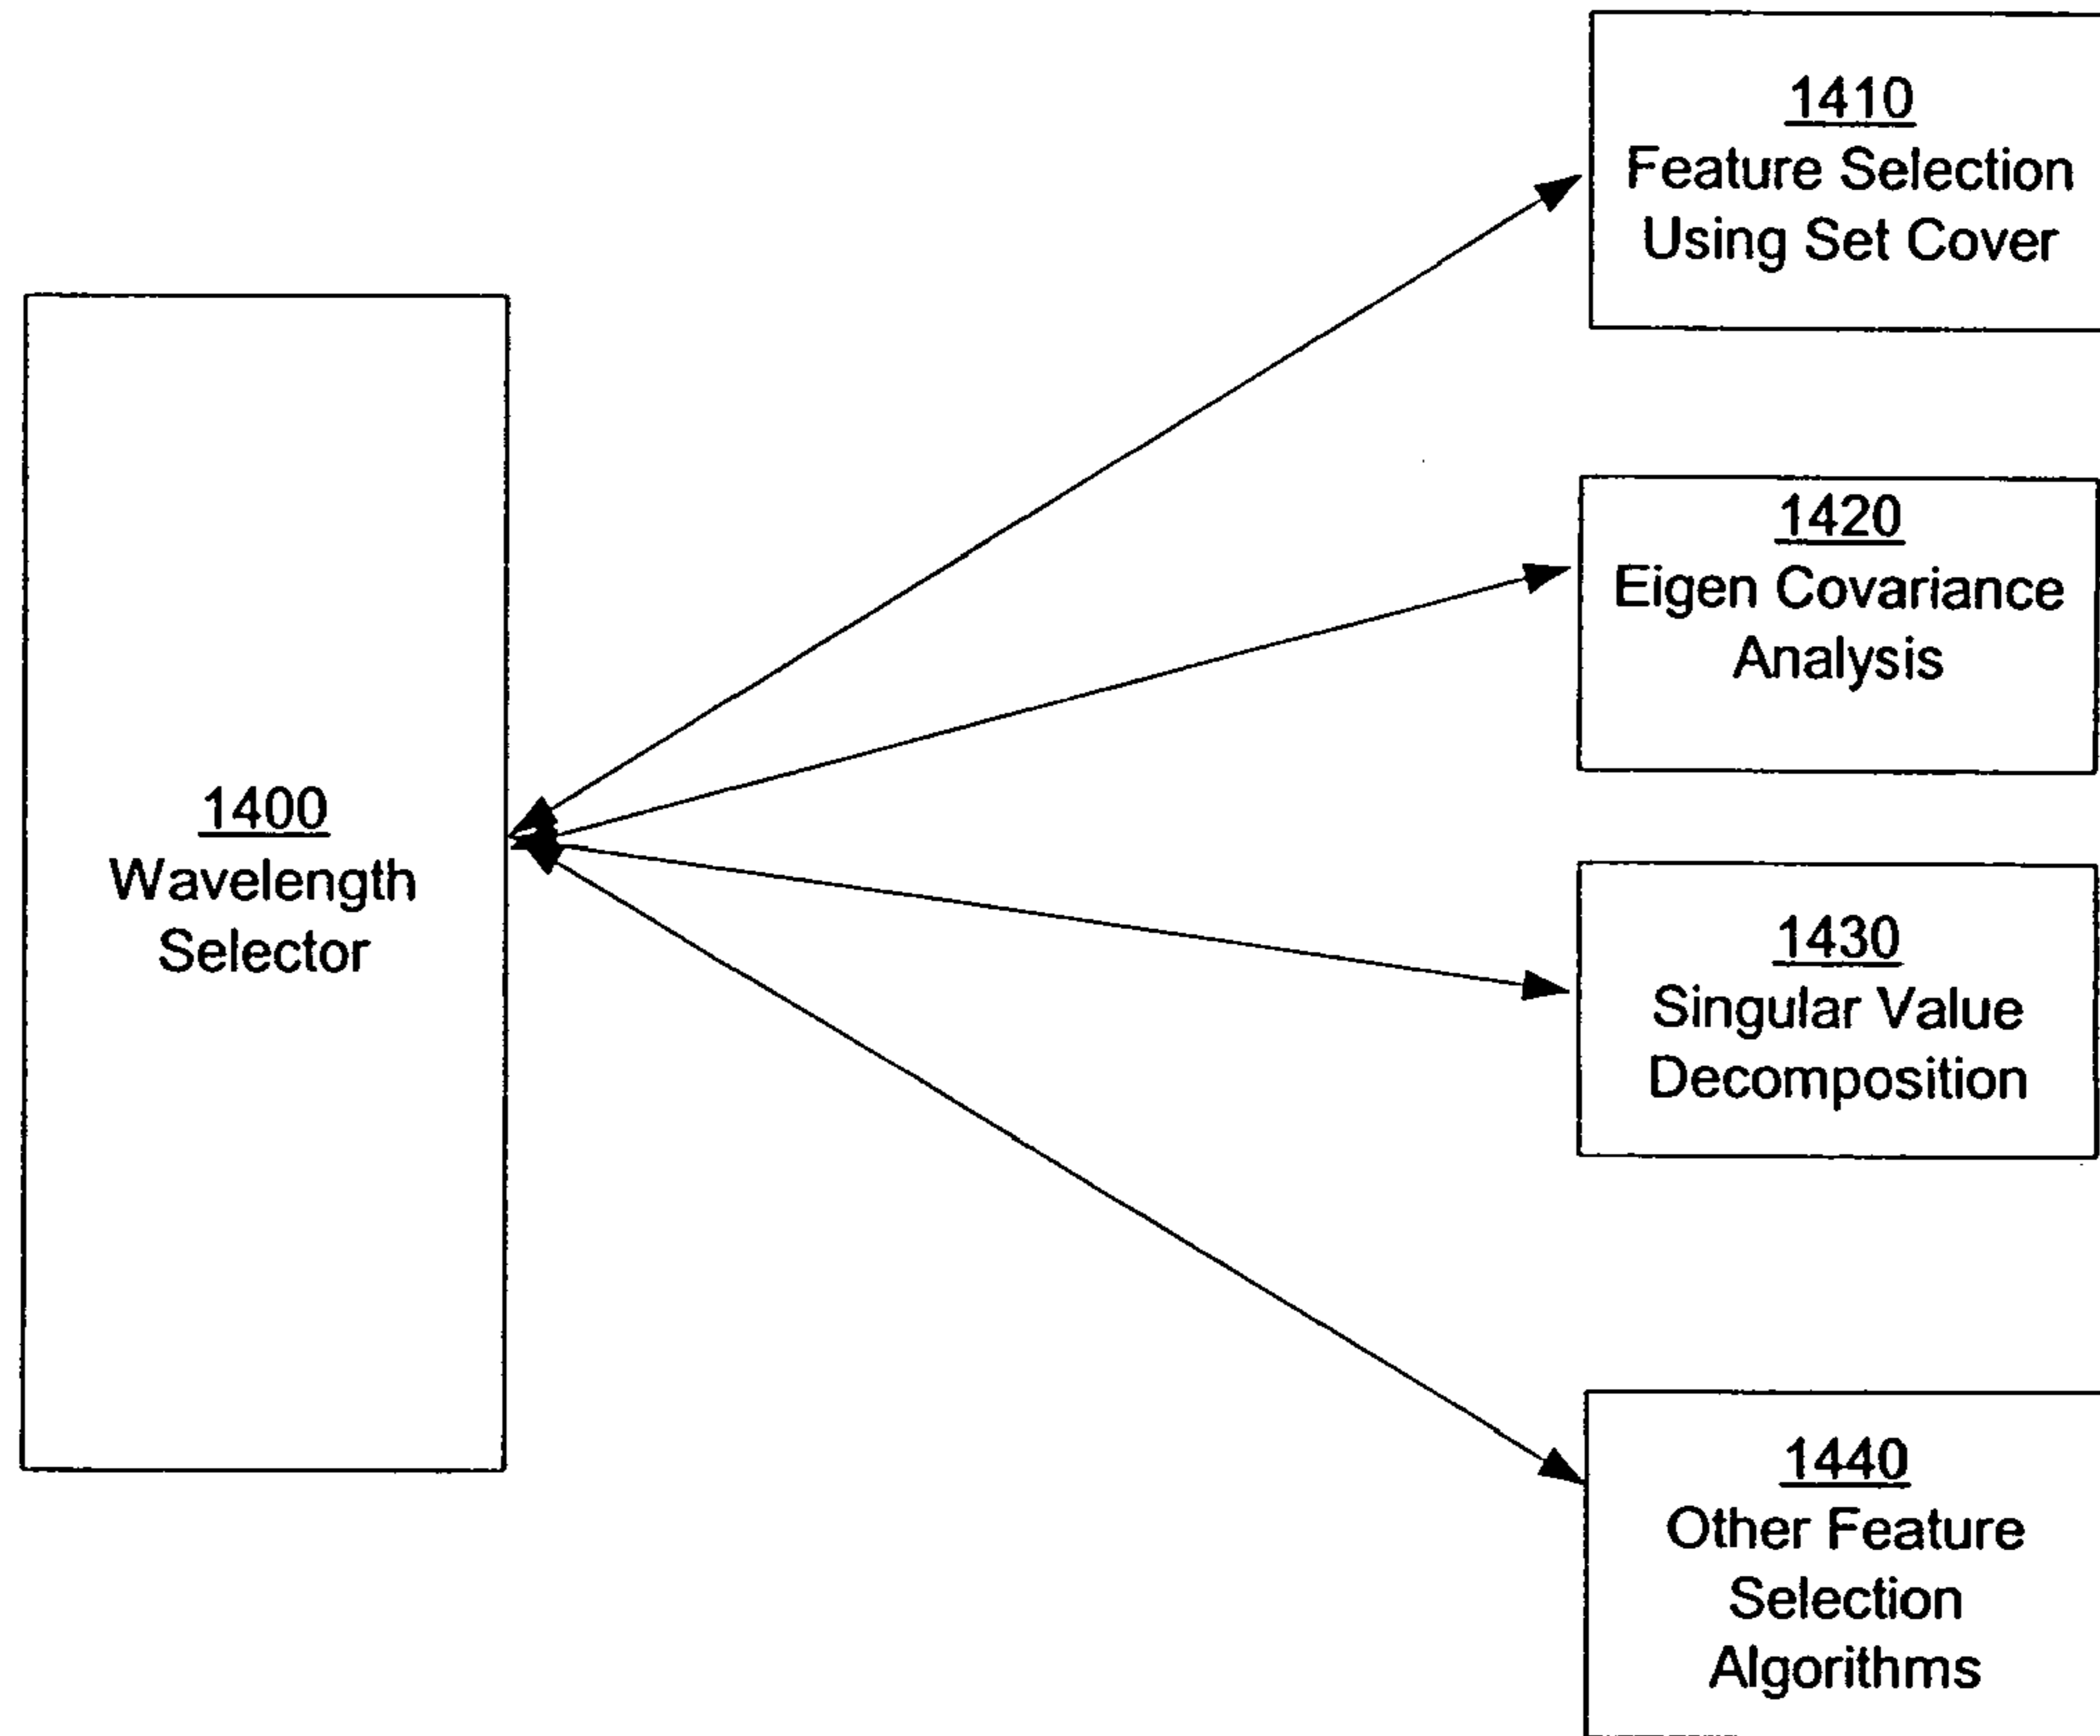 1400
Wavelength
Selector
1410
Feature Selection
Using Set Cover
1420
Eigen Covariance
Analysis
1430
Singular Value
Decomposition
1440
Other Feature
Selection
Algorithms